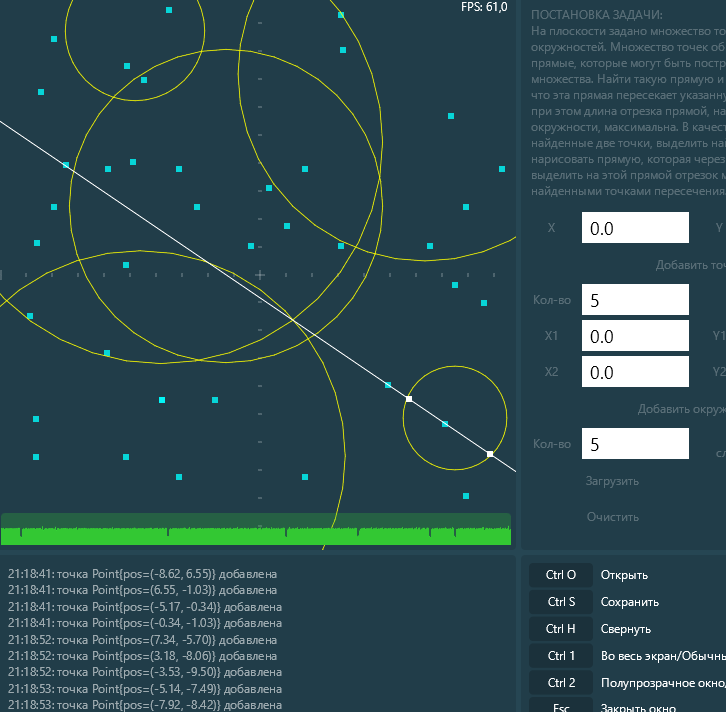 FPS: 61,0
ПОСТАНОВКА ЗАДАЧИ:
На плоскости задано множество то
окружностей. Множество точек об
прямые, которые могут быть постр
множества. Найти такую прямую и
что эта прямая пересекает указанну
при этом длина отрезка прямой, на
окружности, максимальна. В качест
найденные две точки, выделить на
нарисовать прямую, которая через
выделить на этой прямой отрезок м
найденными точками пересечения
X 0.0 Y
Добавить точ
Кол-во 5
X1 0.0 Y1
X2 0.0 Y2
Добавить окруж
Кол-во 5 сл
Загрузить
Очистить
21:18:41: точка Point{pos=(-8.62, 6.55)} добавлена
21:18:41: точка Point{pos=(6.55, -1.03)} добавлена
21:18:41: точка Point{pos=(-5.17, -0.34)} добавлена
21:18:41: точка Point{pos=(-0.34, -1.03)} добавлена
21:18:52: точка Point{pos=(7.34, -5.70)} добавлена
21:18:52: точка Point{pos=(3.18, -8.06)} добавлена
21:18:52: точка Point{pos=(-3.53, -9.50)} добавлена
21:18:53: точка Point{pos=(-5.14, -7.49)} добавлена
21:18:53: точка Point{pos=(-7.92, -8.42)} добавлена
Ctrl O Открыть
Ctrl S Сохранить
Ctrl H Свернуть
Ctrl 1 Во весь экран/Обычны
Ctrl 2 Полупрозрачное окно
Esc Закрыть окно